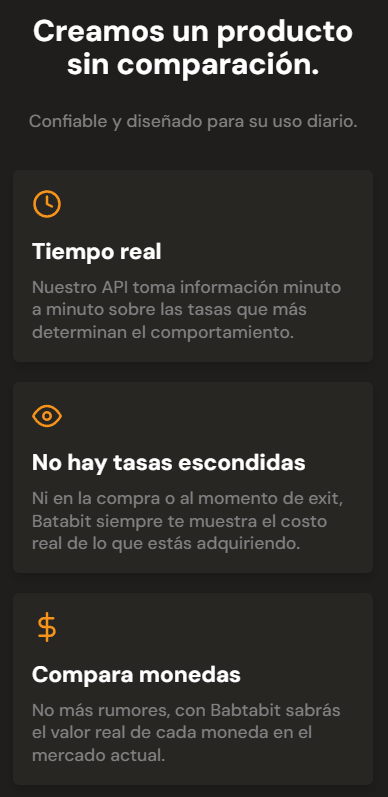 Creamos un producto
sin comparación.
Confiable y diseñado para su uso diario.
Tiempo real
Nuestro API toma información minuto
a minuto sobre las tasas que más
determinan el comportamiento.
No hay tasas escondidas
Ni en la compra o al momento de exit,
Batabit siempre te muestra el costo
real de lo que estás adquiriendo.
Compara monedas
No más rumores, con Babtabit sabrás
el valor real de cada moneda en el
mercado actual.